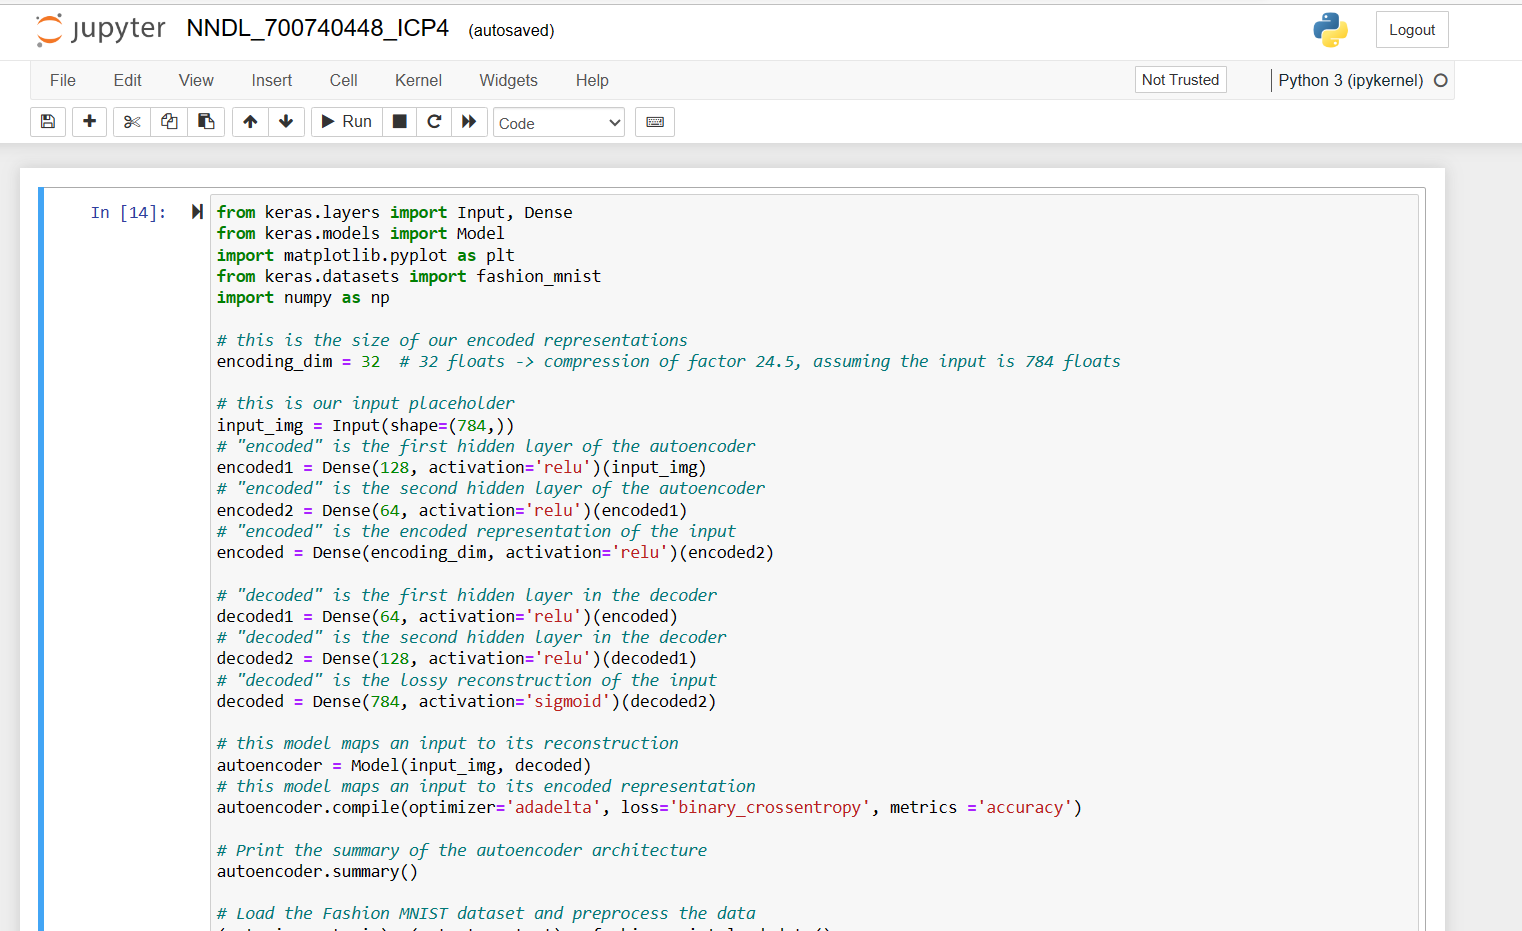 jupyter NNDL_700740448_ICP4 (autosaved) Logout
File Edit View Insert Cell Kernel Widgets Help Not Trusted Python 3 (ipykernel)
Run Code
In [14]: from keras.layers import Input, Dense
from keras.models import Model
import matplotlib.pyplot as plt
from keras.datasets import fashion_mnist
import numpy as np
# this is the size of our encoded representations
encoding_dim = 32  # 32 floats -> compression of factor 24.5, assuming the input is 784 floats
# this is our input placeholder
input_img = Input(shape=(784,))
# "encoded" is the first hidden layer of the autoencoder
encoded1 = Dense(128, activation='relu')(input_img)
# "encoded" is the second hidden layer of the autoencoder
encoded2 = Dense(64, activation='relu')(encoded1)
# "encoded" is the encoded representation of the input
encoded = Dense(encoding_dim, activation='relu')(encoded2)
# "decoded" is the first hidden layer in the decoder
decoded1 = Dense(64, activation='relu')(encoded)
# "decoded" is the second hidden layer in the decoder
decoded2 = Dense(128, activation='relu')(decoded1)
# "decoded" is the lossy reconstruction of the input
decoded = Dense(784, activation='sigmoid')(decoded2)
# this model maps an input to its reconstruction
autoencoder = Model(input_img, decoded)
# this model maps an input to its encoded representation
autoencoder.compile(optimizer='adadelta', loss='binary_crossentropy', metrics ='accuracy')
# Print the summary of the autoencoder architecture
autoencoder.summary()
# Load the Fashion MNIST dataset and preprocess the data